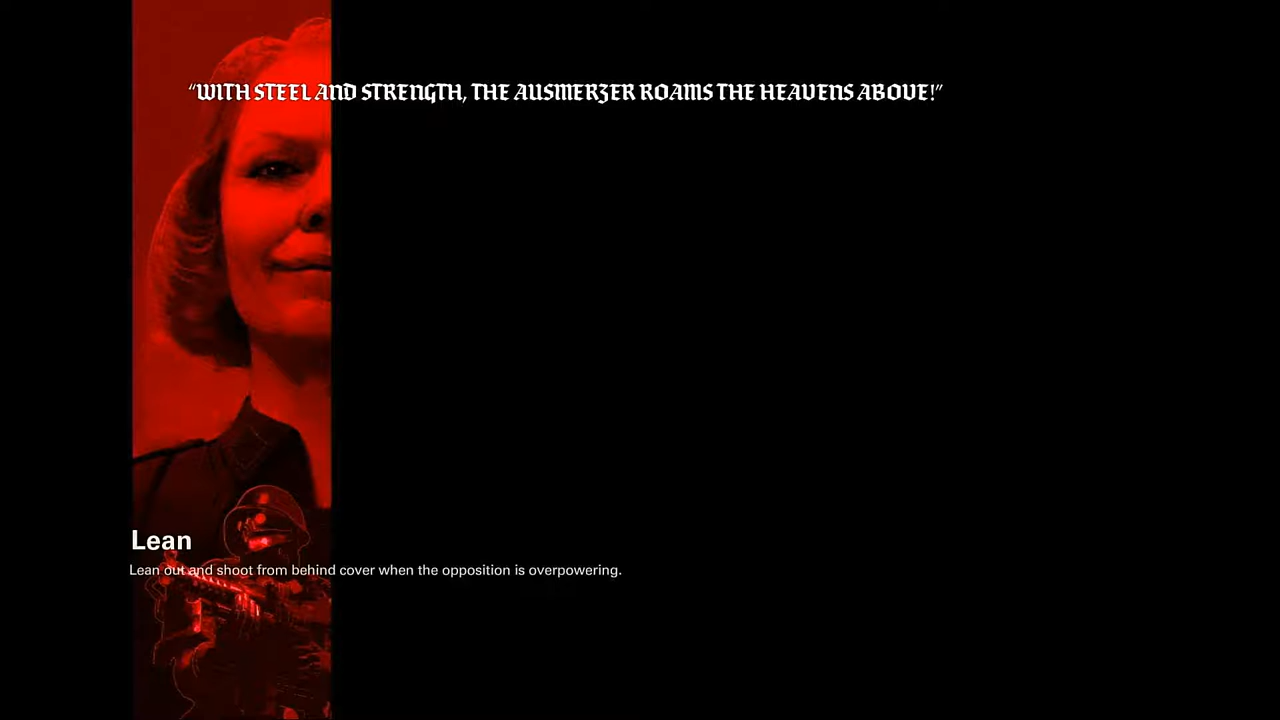 “WITH STEEL AND STRENGTH, THE AUSMERZER ROAMS THE HEAVENS ABOVE!”
Lean
Lean out and shoot from behind cover when the opposition is overpowering.